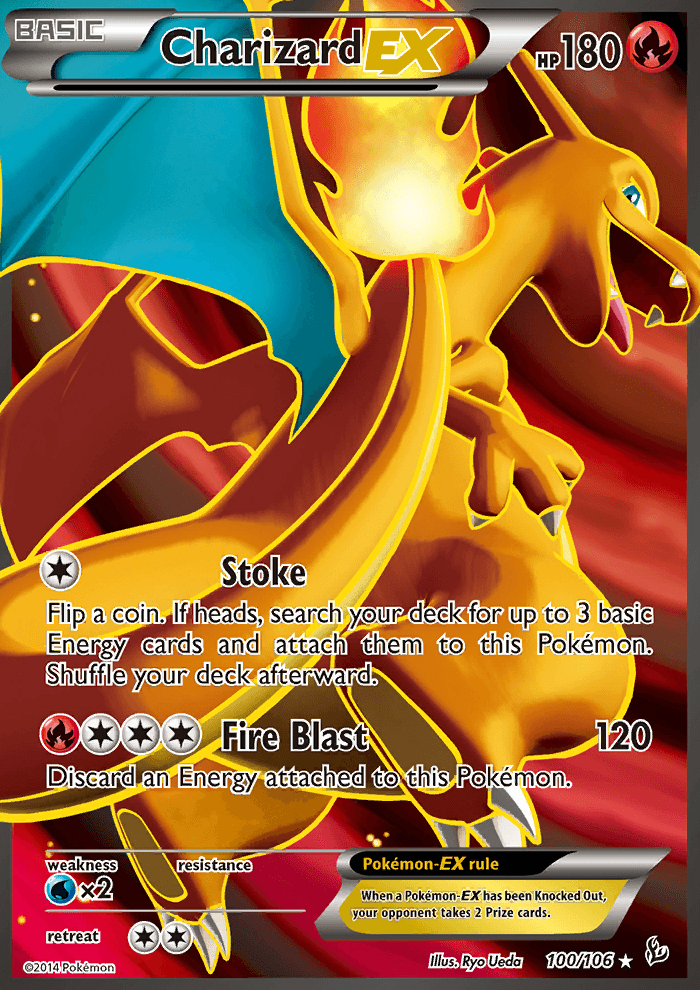 BASIC
Charizard EX
HP180
Stoke
Flip a coin. If heads, search your deck for up to 3 basic
Energy cards and attach them to this Pokémon.
Shuffle your deck afterward.
Fire Blast 120
Discard an Energy attached to this Pokémon.
weakness resistance
×2
Pokémon-EX rule
When a Pokémon-EX has been Knocked Out,
your opponent takes 2 Prize cards.
retreat
©2014 Pokémon
Illus. Ryo Ueda 100/106